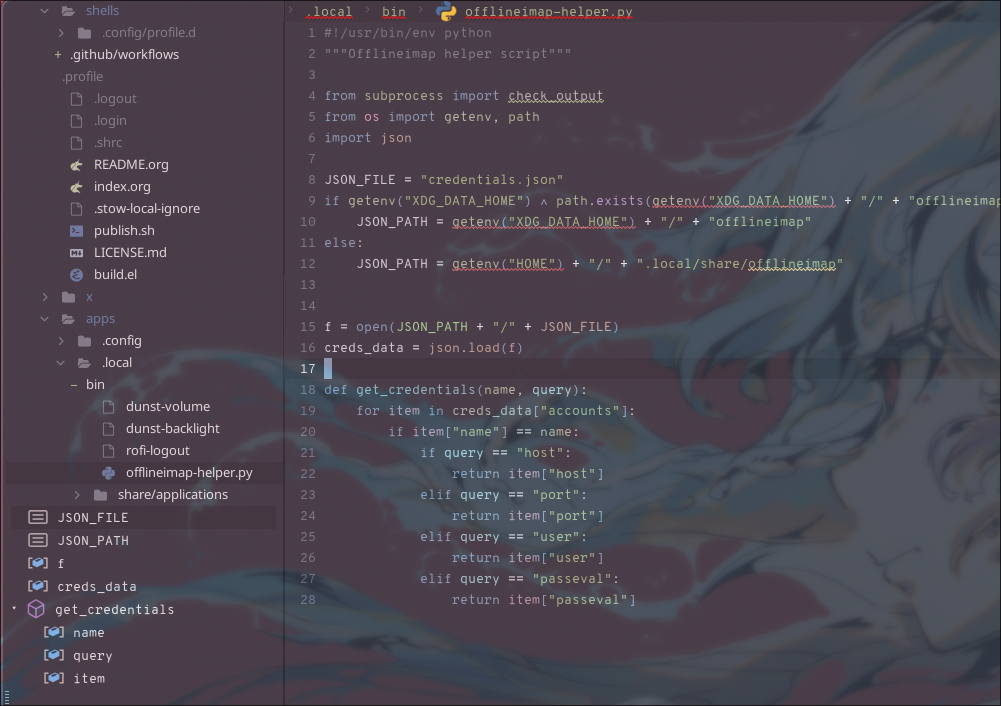 shells
.config/profile.d
+ .github/workflows
.profile
.logout
.login
.shrc
README.org
index.org
.stow-local-ignore
publish.sh
LICENSE.md
build.el
x
apps
.config
.local
– bin
dunst-volume
dunst-backlight
rofi-logout
offlineimap-helper.py
share/applications
JSON_FILE
JSON_PATH
f
creds_data
get_credentials
name
query
item
.local > bin > offlineimap-helper.py
1 #!/usr/bin/env python
2 """Offlineimap helper script"""
3
4 from subprocess import check_output
5 from os import getenv, path
6 import json
7
8 JSON_FILE = "credentials.json"
9 if getenv("XDG_DATA_HOME") ∧ path.exists(getenv("XDG_DATA_HOME") + "/" + "offlineimap
10 JSON_PATH = getenv("XDG_DATA_HOME") + "/" + "offlineimap"
11 else:
12 JSON_PATH = getenv("HOME") + "/" + ".local/share/offlineimap"
13
14
15 f = open(JSON_PATH + "/" + JSON_FILE)
16 creds_data = json.load(f)
17
18 def get_credentials(name, query):
19 for item in creds_data["accounts"]:
20 if item["name"] == name:
21 if query == "host":
22 return item["host"]
23 elif query == "port":
24 return item["port"]
25 elif query == "user":
26 return item["user"]
27 elif query == "passeval":
28 return item["passeval"]